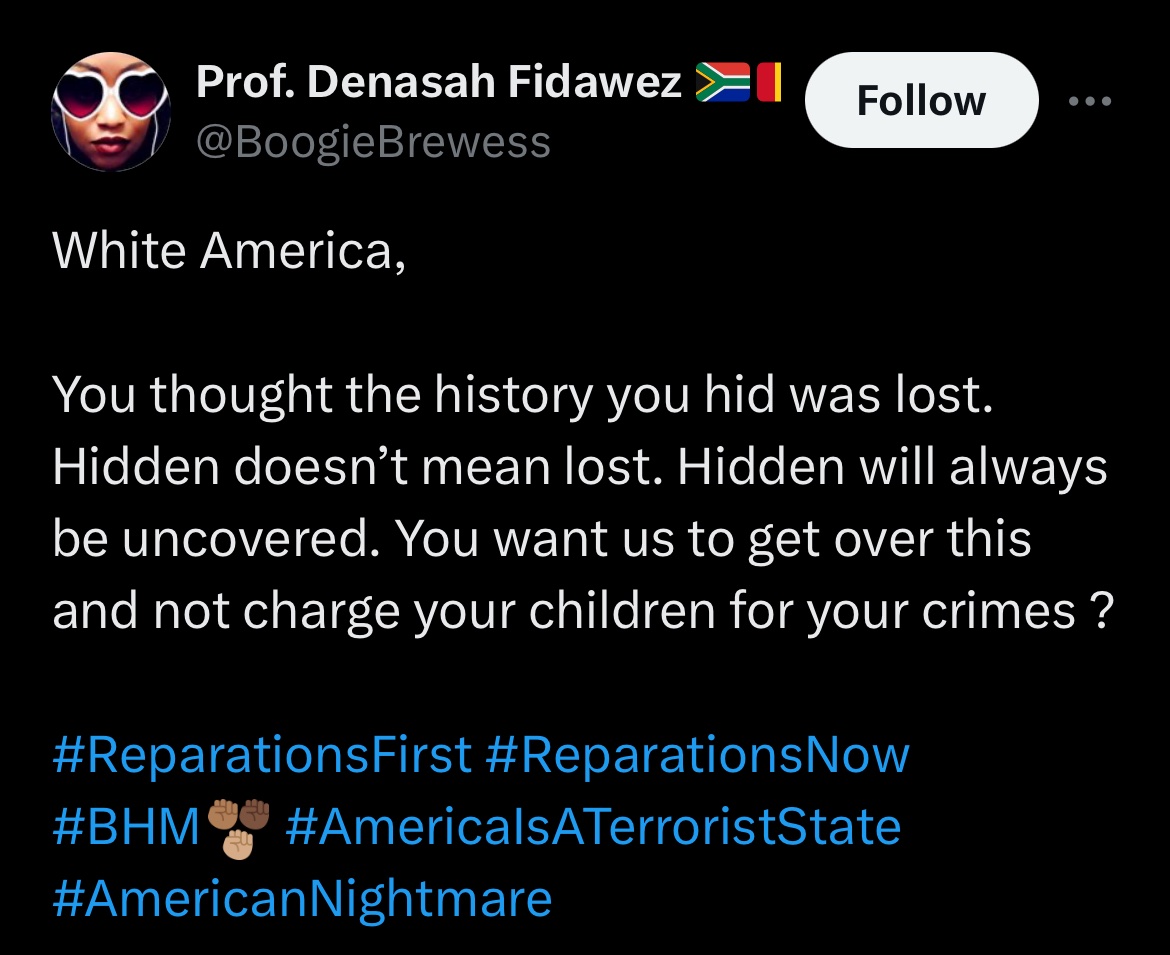 Prof. Denasah Fidawez 🇿🇦
@BoogieBrewess
Follow
White America,
You thought the history you hid was lost.
Hidden doesn’t mean lost. Hidden will always
be uncovered. You want us to get over this
and not charge your children for your crimes ?
#ReparationsFirst #ReparationsNow
#BHM #AmericaIsATerroristState
#AmericanNightmare